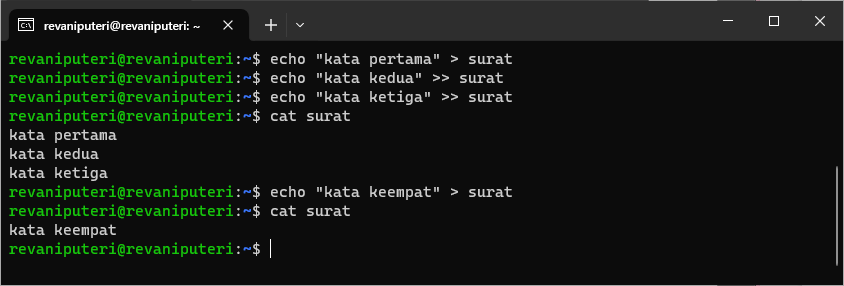 revaniputeri@revaniputeri: ~
revaniputeri@revaniputeri:~$ echo "kata pertama" > surat
revaniputeri@revaniputeri:~$ echo "kata kedua" >> surat
revaniputeri@revaniputeri:~$ echo "kata ketiga" >> surat
revaniputeri@revaniputeri:~$ cat surat
kata pertama
kata kedua
kata ketiga
revaniputeri@revaniputeri:~$ echo "kata keempat" > surat
revaniputeri@revaniputeri:~$ cat surat
kata keempat
revaniputeri@revaniputeri:~$